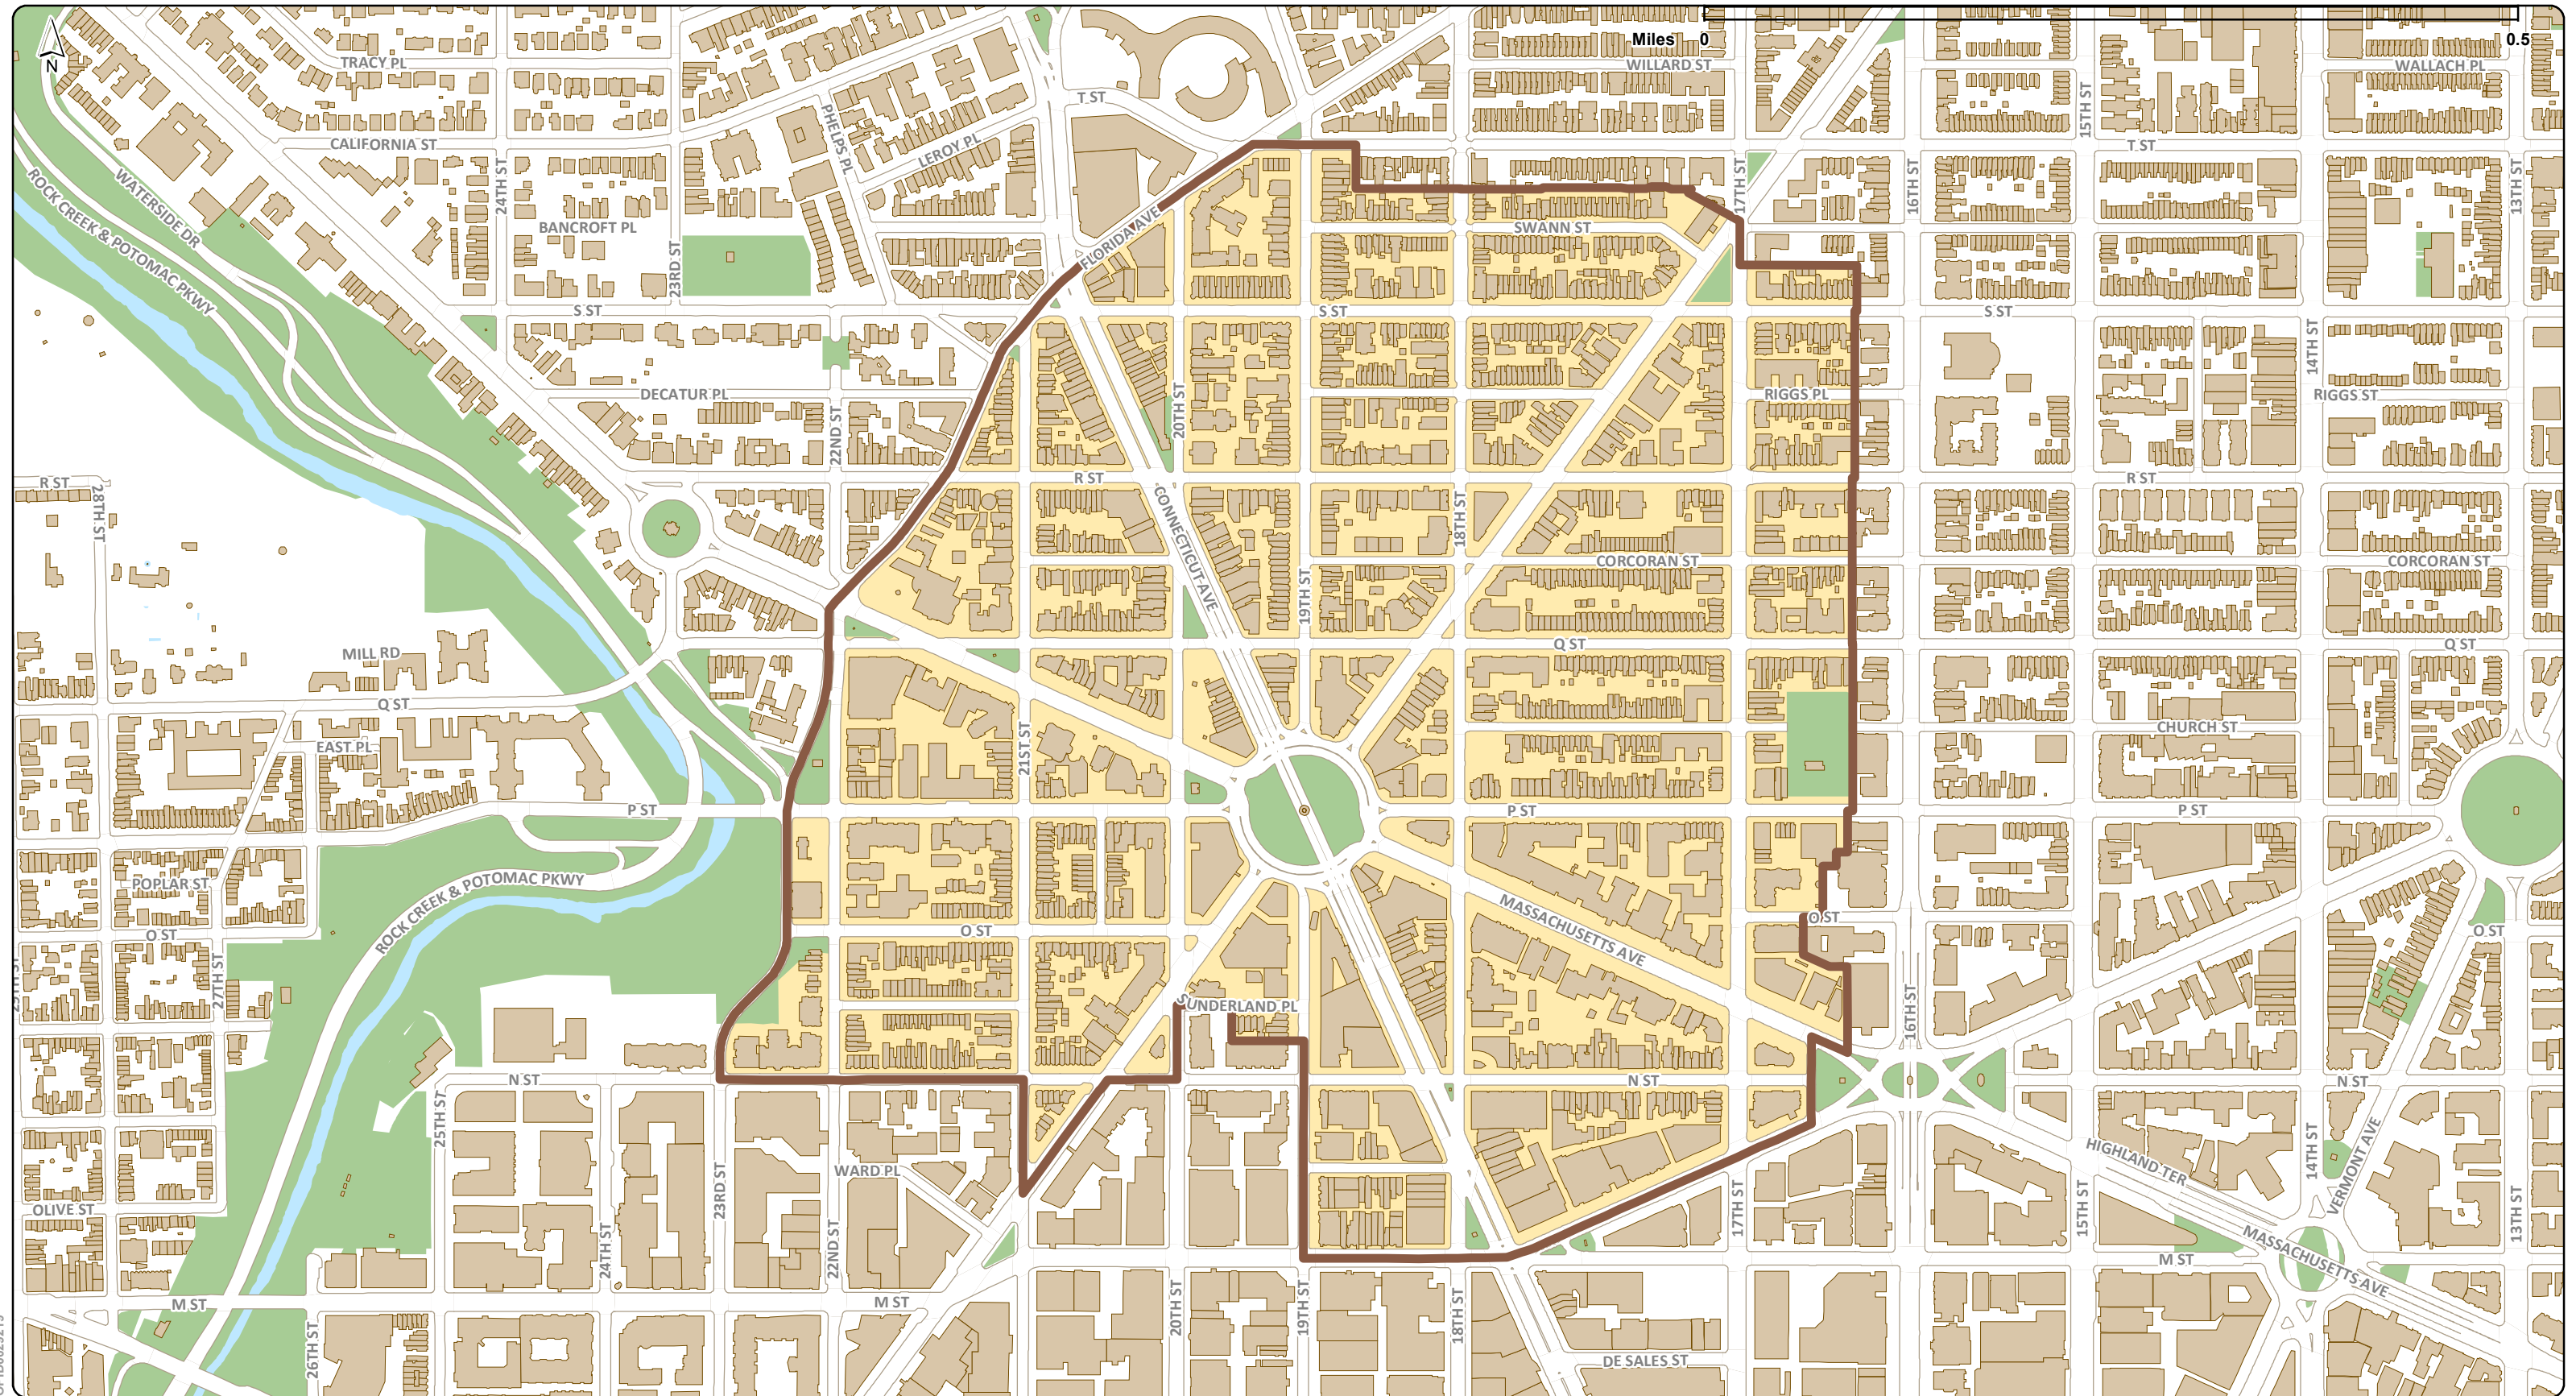 Miles 0 0.5
N
TRACY PL
WILLARD ST
WALLACH PL
T ST
15TH ST
PHELPS PL
CALIFORNIA ST
LEROY PL
T ST
24TH ST
17TH ST
16TH ST
13TH ST
WATERSIDE DR
ROCK CREEK & POTOMAC PKWY
BANCROFT PL
FLORIDA AVE
SWANN ST
23RD ST
S ST
S ST
S ST
14TH ST
DECATUR PL
20TH ST
RIGGS PL
RIGGS ST
22ND ST
R ST
28TH ST
R ST
R ST
CONNECTICUT AVE
18TH ST
CORCORAN ST
CORCORAN ST
19TH ST
MILL RD
Q ST
Q ST
Q ST
EAST PL
21ST ST
CHURCH ST
P ST
P ST
P ST
POPLAR ST
ROCK CREEK & POTOMAC PKWY
MASSACHUSETTS AVE
O ST
O ST
O ST
O ST
27TH ST
SUNDERLAND PL
16TH ST
N ST
N ST
N ST
25TH ST
14TH ST
VERMONT AVE
HIGHLAND TER
WARD PL
23RD ST
17TH ST
15TH ST
13TH ST
OLIVE ST
24TH ST
22ND ST
MASSACHUSETTS AVE
M ST
M ST
M ST
20TH ST
19TH ST
18TH ST
26TH ST
DE SALES ST